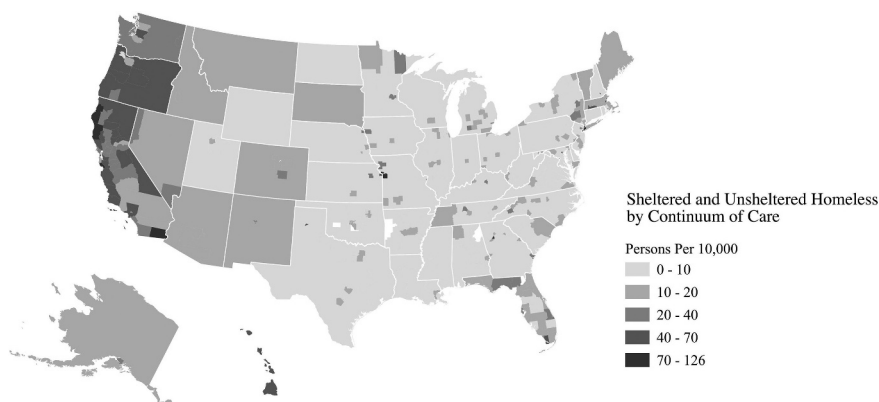 Sheltered and Unsheltered Homeless
by Continuum of Care
Persons Per 10,000
0 - 10
10 - 20
20 - 40
40 - 70
70 - 126